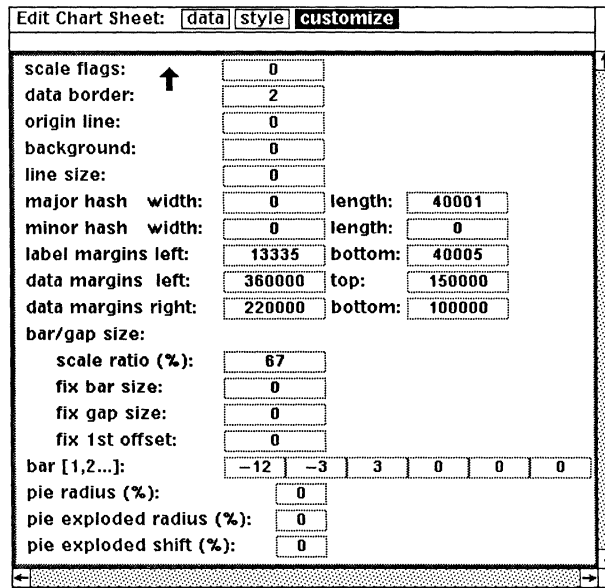 Edit Chart Sheet: data style customize
scale flags: 0
data border: 2
origin line: 0
background: 0
line size: 0
major hash width: 0 length: 40001
minor hash width: 0 length: 0
label margins left: 13335 bottom: 40005
data margins left: 360000 top: 150000
data margins right: 220000 bottom: 100000
bar/gap size:
scale ratio (%): 67
fix bar size: 0
fix gap size: 0
fix 1st offset: 0
bar [1,2...]: −12 −3 3 0 0 0
pie radius (%): 0
pie exploded radius (%): 0
pie exploded shift (%): 0